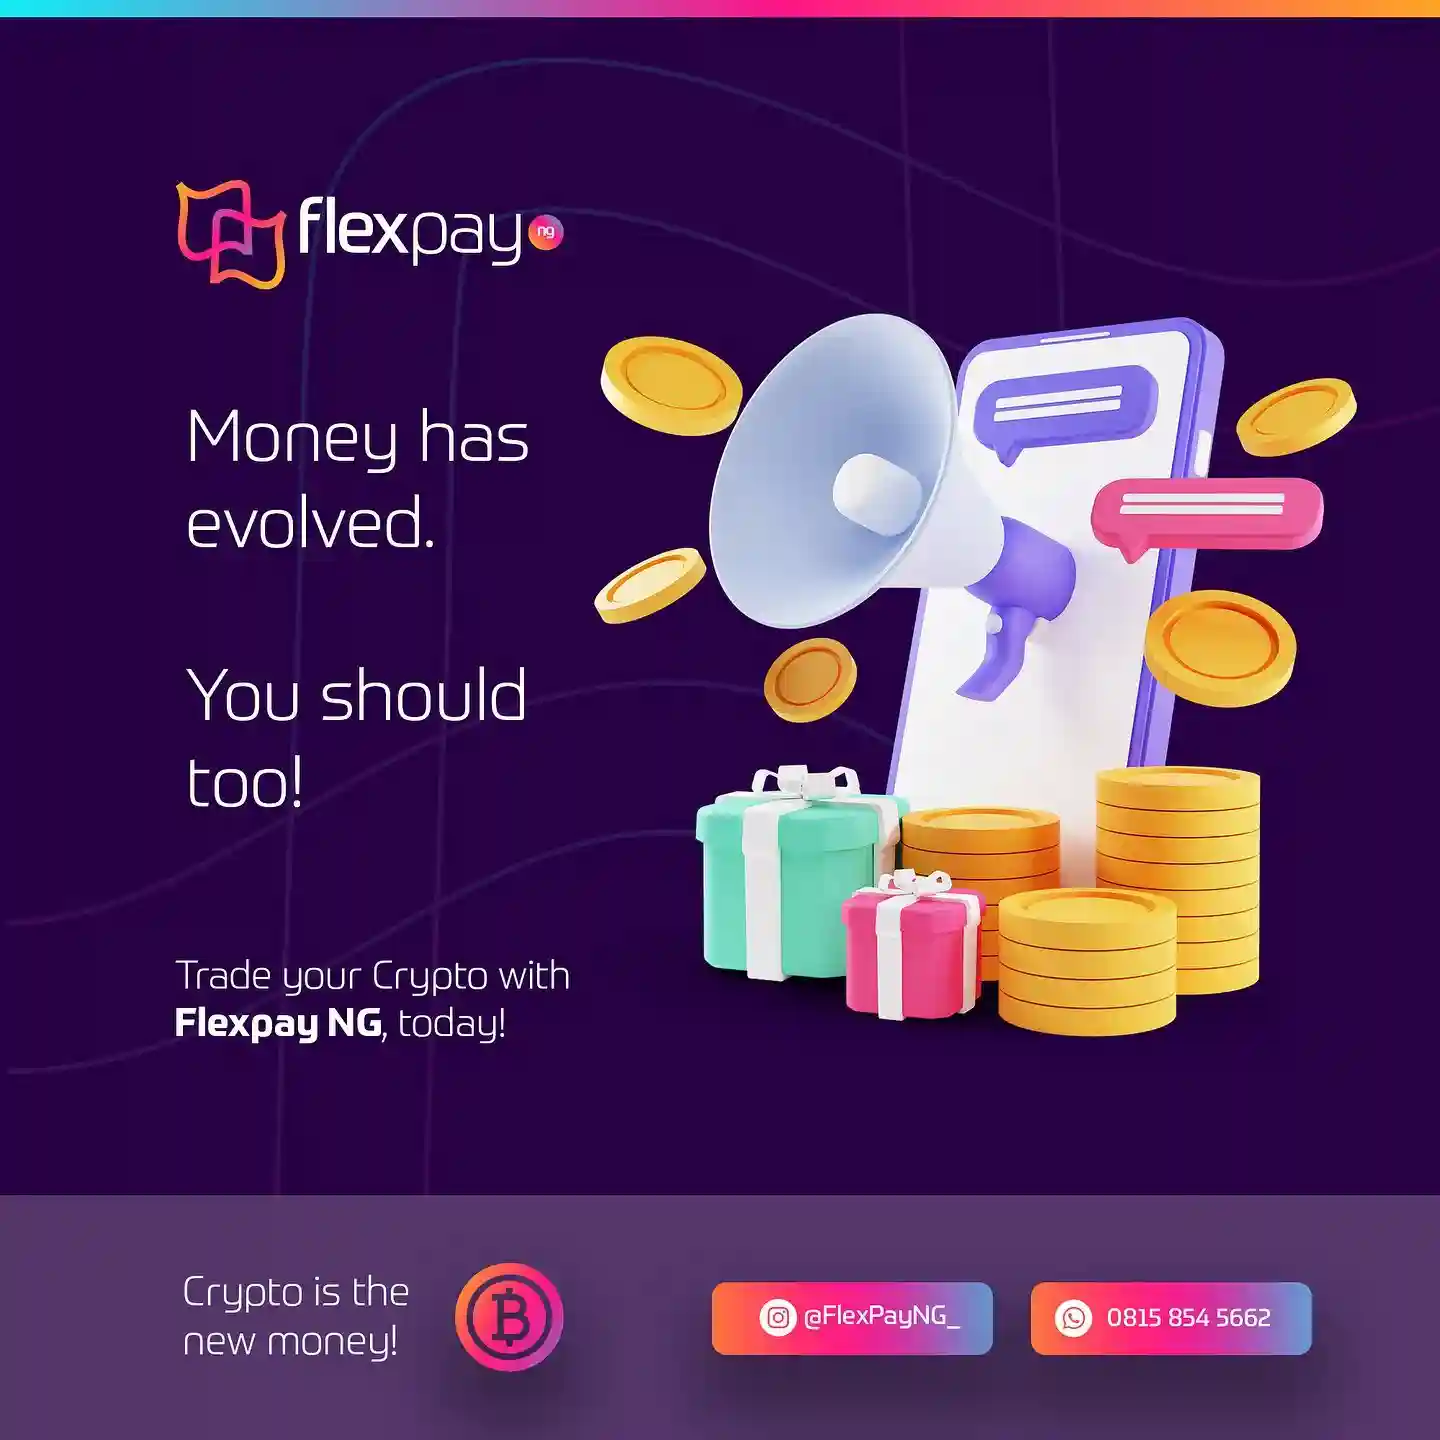 flexpay ng
Money has
evolved.
You should
too!
Trade your Crypto with
Flexpay NG, today!
Crypto is the
new money!
@FlexPayNG_
0815 854 5662